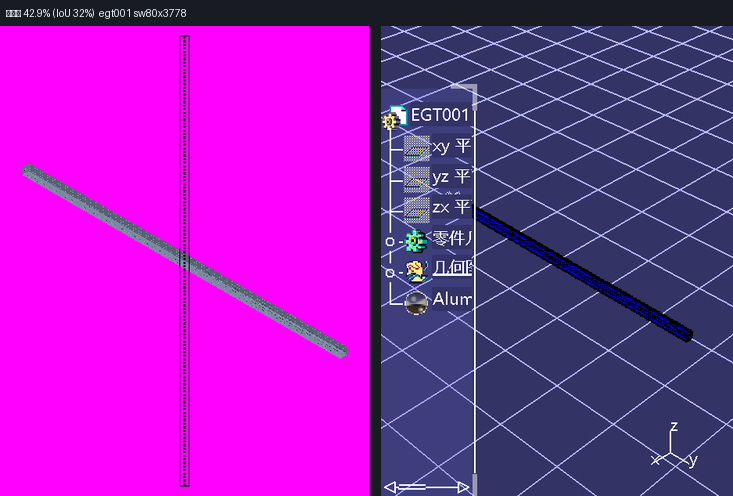 42.9% (IoU 32%) egt001 sw80x3778
EGT001
xy 平
yz 平
zx 平
零件
几何
Alum
z
x y